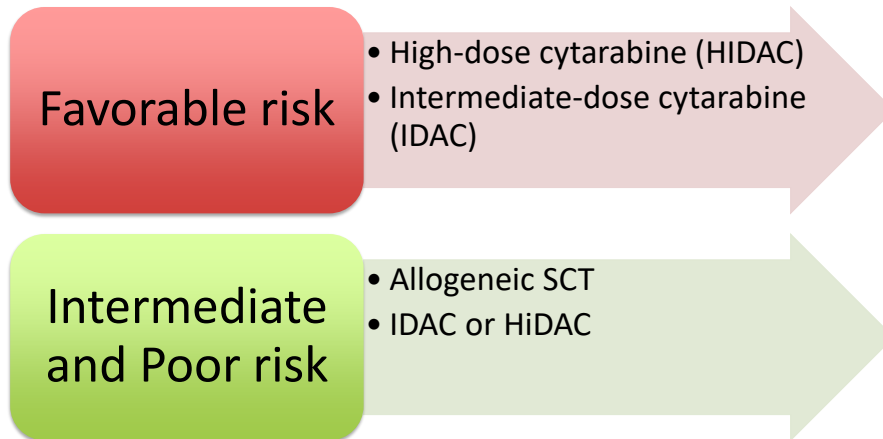 Favorable risk
• High-dose cytarabine (HIDAC)
• Intermediate-dose cytarabine
(IDAC)
Intermediate
and Poor risk
• Allogeneic SCT
• IDAC or HiDAC